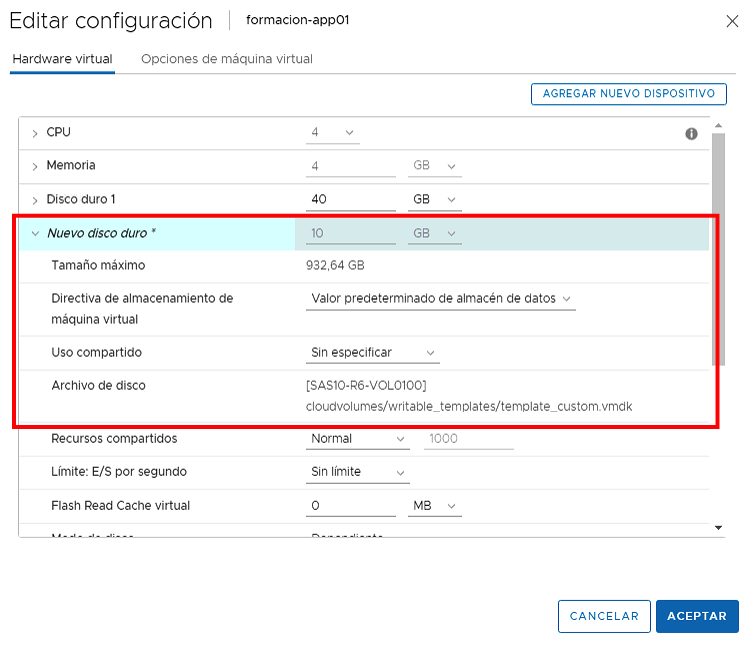 Editar configuración formacion-app01
Hardware virtual Opciones de máquina virtual
AGREGAR NUEVO DISPOSITIVO
CPU 4
Memoria 4 GB
Disco duro 1 40 GB
Nuevo disco duro * 10 GB
Tamaño máximo 932,64 GB
Directiva de almacenamiento de Valor predeterminado de almacén de datos
máquina virtual
Uso compartido Sin especificar
Archivo de disco [SAS10-R6-VOL0100]
cloudvolumes/writable_templates/template_custom.vmdk
Recursos compartidos Normal 1000
Límite: E/S por segundo Sin límite
Flash Read Cache virtual 0 MB
Modo de disco Dependiente
CANCELAR ACEPTAR